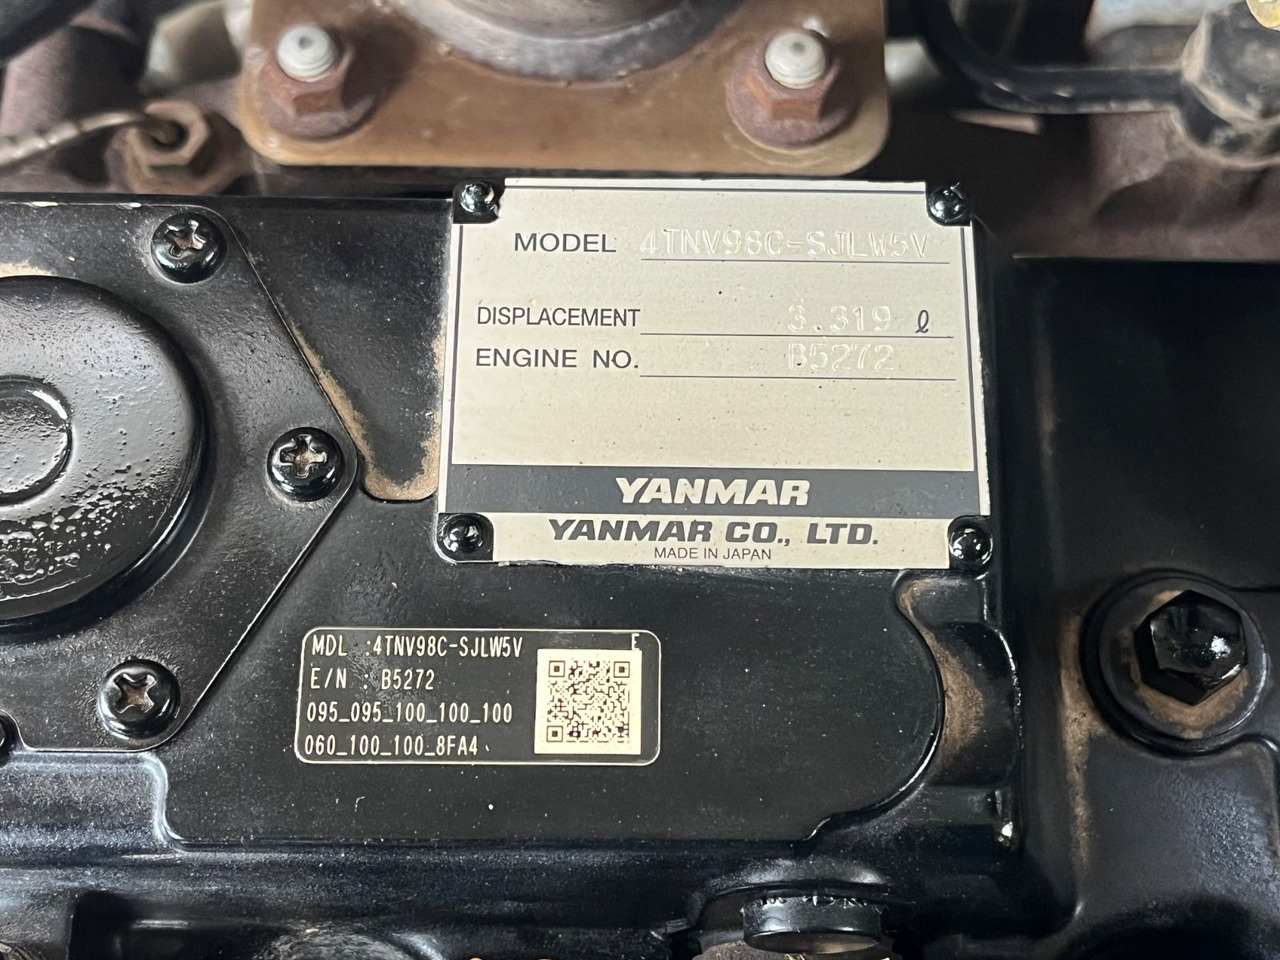 MODEL 4TNV98C-SJLW5V
DISPLACEMENT 3.319 ℓ
ENGINE NO. B5272
YANMAR
YANMAR CO., LTD.
MADE IN JAPAN
MDL :4TNV98C-SJLW5V E
E/N : B5272
095_095_100_100_100
060_100_100_8FA4